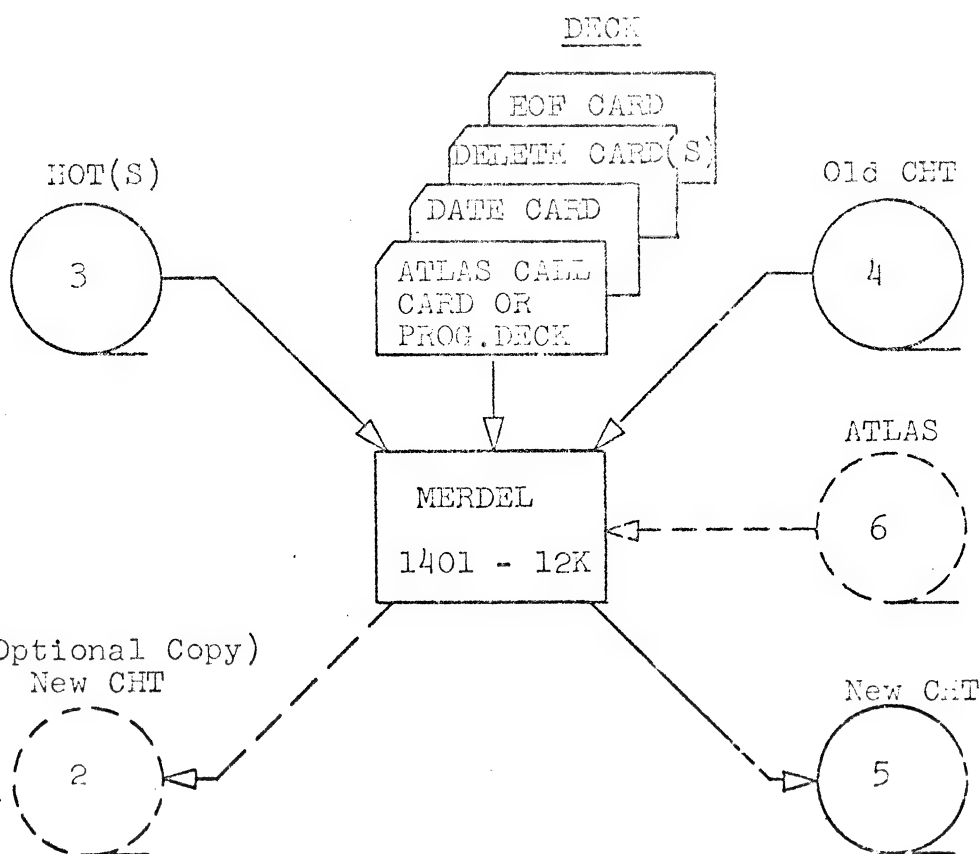 DECK
EOF CARD
DELETE CARD(S)
DATE CARD
ATLAS CALL
CARD OR
PROG.DECK
HOT(S)
3
Old CHT
4
MERDEL
1401 - 12K
ATLAS
6
Optional Copy)
New CHT
2
New CHT
5